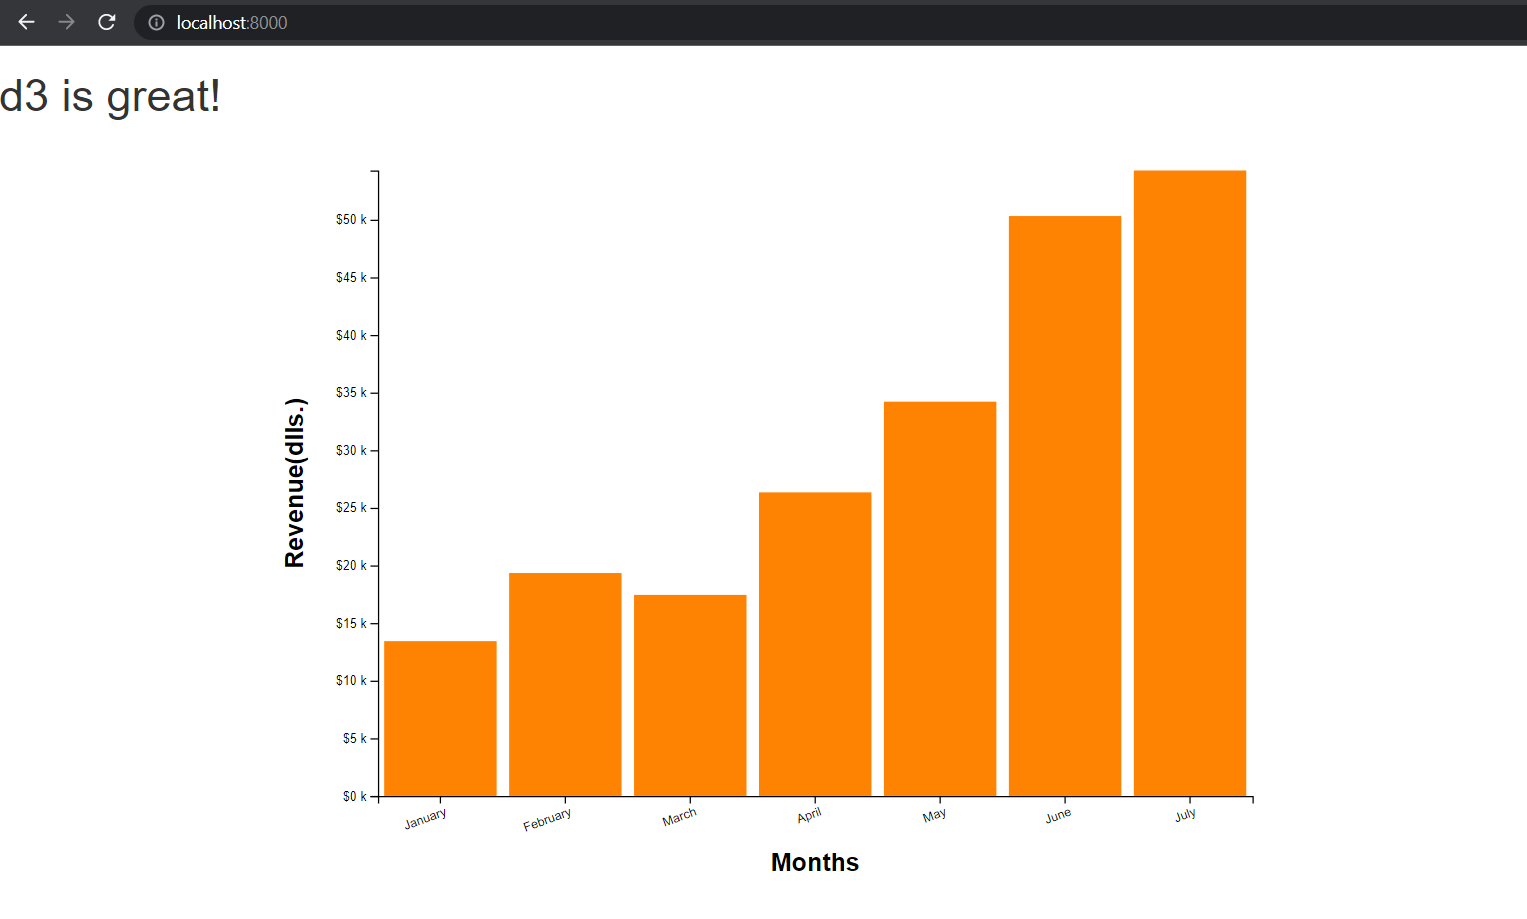 localhost:8000
d3 is great!
$50 k
$45 k
$40 k
$35 k
$30 k
$25 k
$20 k
$15 k
$10 k
$5 k
$0 k
Revenue(dlls.)
January February March April May June July
Months